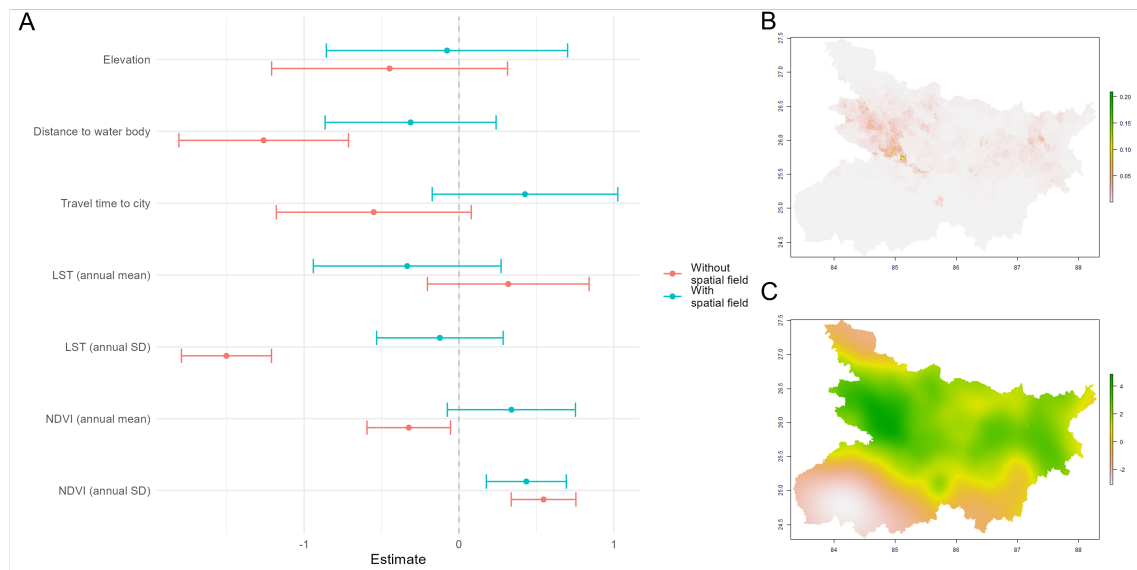 A
Elevation
Distance to water body
Travel time to city
LST (annual mean)
LST (annual SD)
NDVI (annual mean)
NDVI (annual SD)
-1
0
1
Estimate
Without
spatial field
With
spatial field
B
27.5
27.0
26.5
26.0
25.5
25.0
24.5
84
85
86
87
88
0.20
0.15
0.10
0.05
C
27.5
27.0
26.5
26.0
25.5
25.0
24.5
84
85
86
87
88
4
2
0
-2